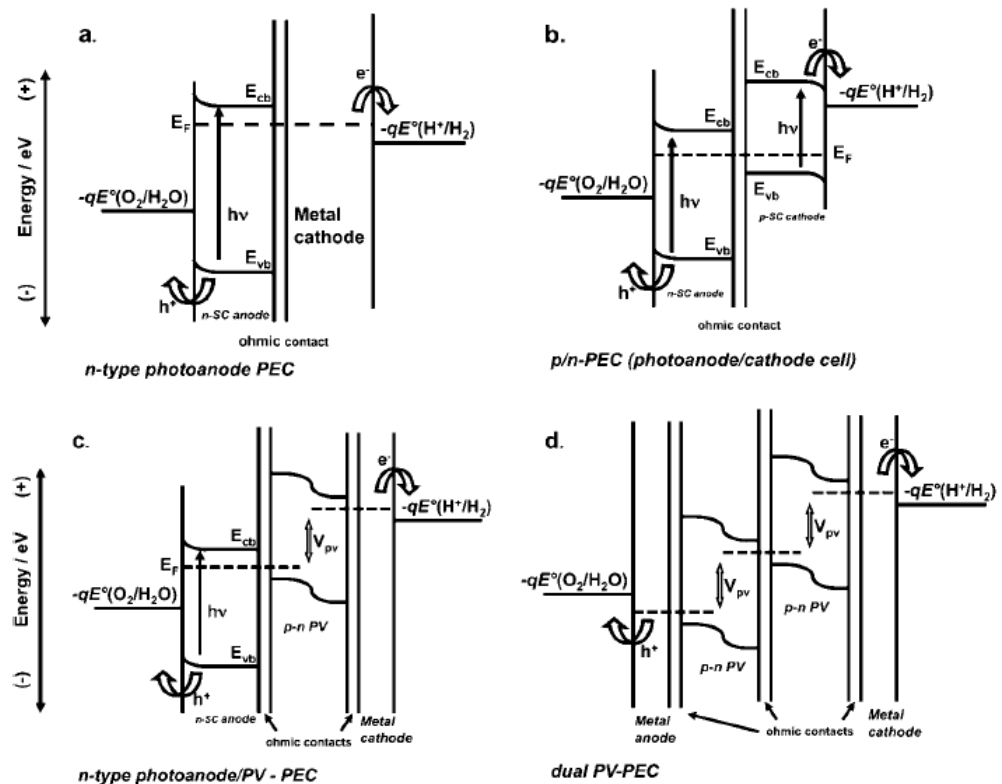 a.
Energy / eV
(+)
(-)
E_cb
E_F
-qE°(O₂/H₂O)
hν
E_vb
h⁺
n-SC anode
Metal
cathode
e⁻
-qE°(H⁺/H₂)
ohmic contact
n-type photoanode PEC
b.
e⁻
E_cb
-qE°(H⁺/H₂)
E_cb
hν
E_F
-qE°(O₂/H₂O)
E_vb
p-SC cathode
hν
E_vb
h⁺
n-SC anode
ohmic contact
p/n-PEC (photoanode/cathode cell)
c.
Energy / eV
(+)
(-)
e⁻
-qE°(H⁺/H₂)
E_cb
V_pv
E_F
-qE°(O₂/H₂O)
hν
p-n PV
E_vb
h⁺
n-SC anode
ohmic contacts
Metal
cathode
n-type photoanode/PV - PEC
d.
e⁻
-qE°(H⁺/H₂)
V_pv
-qE°(O₂/H₂O)
V_pv
p-n PV
h⁺
p-n PV
Metal
anode
ohmic contacts
Metal
cathode
dual PV-PEC